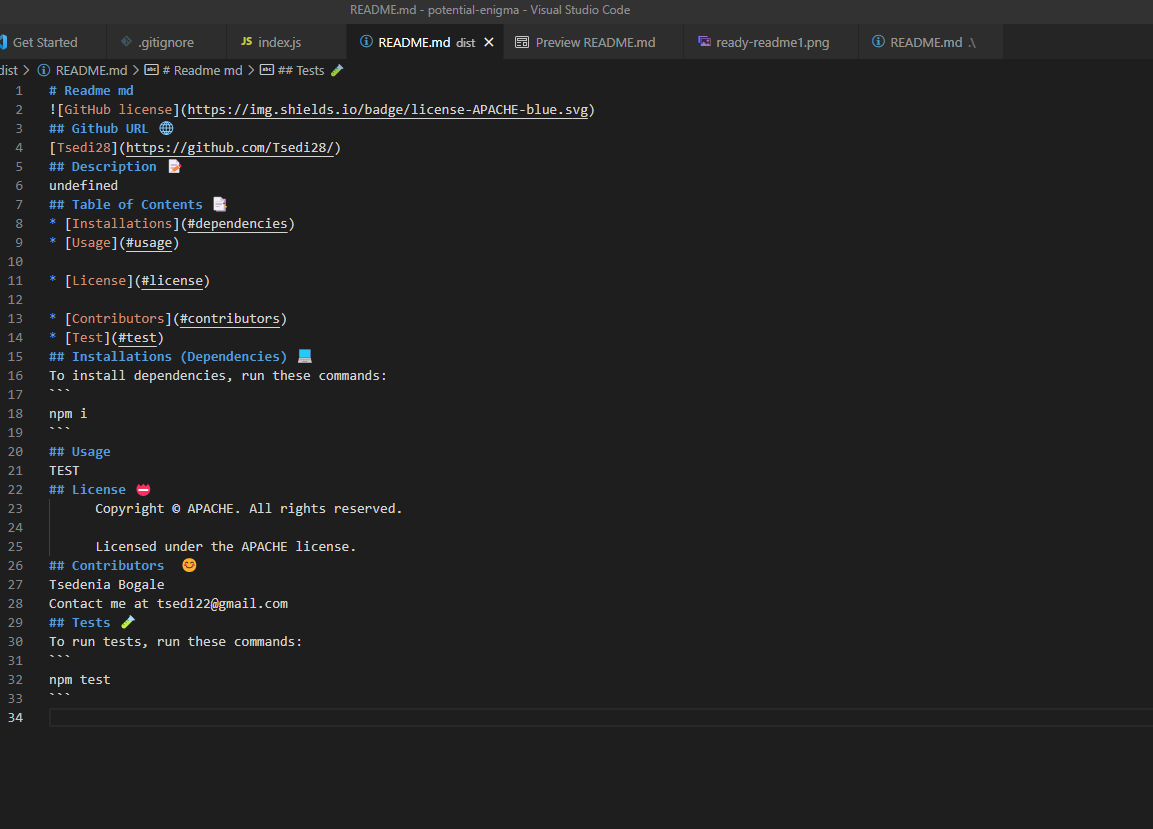 README.md - potential-enigma - Visual Studio Code
Get Started .gitignore JS index.js README.md dist Preview README.md ready-readme1.png README.md .\
dist > README.md > # Readme md > ## Tests 🧪
1 # Readme md
2 ![GitHub license](https://img.shields.io/badge/license-APACHE-blue.svg)
3 ## Github URL 🌐
4 [Tsedi28](https://github.com/Tsedi28/)
5 ## Description 📝
6 undefined
7 ## Table of Contents 📑
8 * [Installations](#dependencies)
9 * [Usage](#usage)
10
11 * [License](#license)
12
13 * [Contributors](#contributors)
14 * [Test](#test)
15 ## Installations (Dependencies) 💻
16 To install dependencies, run these commands:
17 ```
18 npm i
19 ```
20 ## Usage
21 TEST
22 ## License 📛
23 Copyright © APACHE. All rights reserved.
24
25 Licensed under the APACHE license.
26 ## Contributors 😊
27 Tsedenia Bogale
28 Contact me at tsedi22@gmail.com
29 ## Tests 🧪
30 To run tests, run these commands:
31 ```
32 npm test
33 ```
34